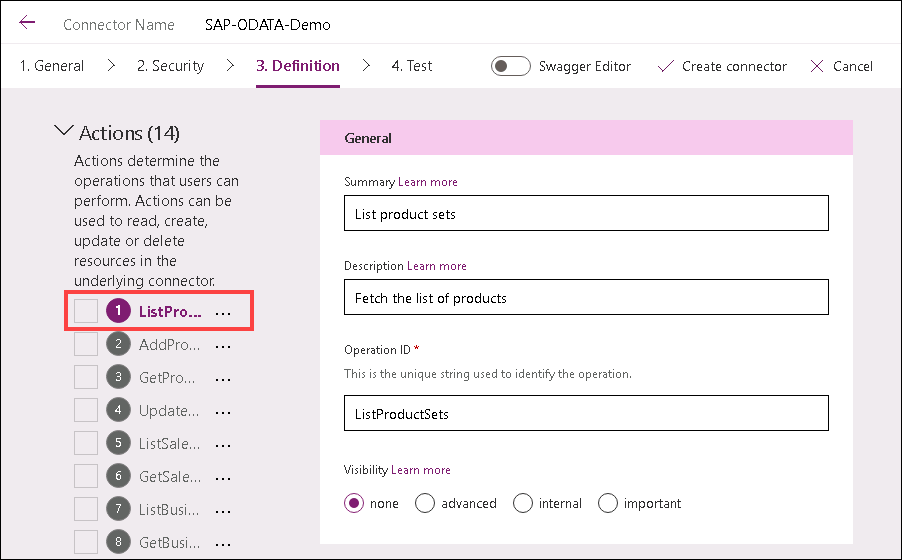 Connector Name SAP-ODATA-Demo
1. General 2. Security 3. Definition 4. Test Swagger Editor Create connector Cancel
Actions (14)
Actions determine the
operations that users can
perform. Actions can be
used to read, create,
update or delete
resources in the
underlying connector.
1 ListPro... ...
2 AddPro... ...
3 GetPro... ...
4 Update... ...
5 ListSale... ...
6 GetSale... ...
7 ListBusi... ...
8 GetBusi... ...
General
Summary Learn more
List product sets
Description Learn more
Fetch the list of products
Operation ID *
This is the unique string used to identify the operation.
ListProductSets
Visibility Learn more
none advanced internal important